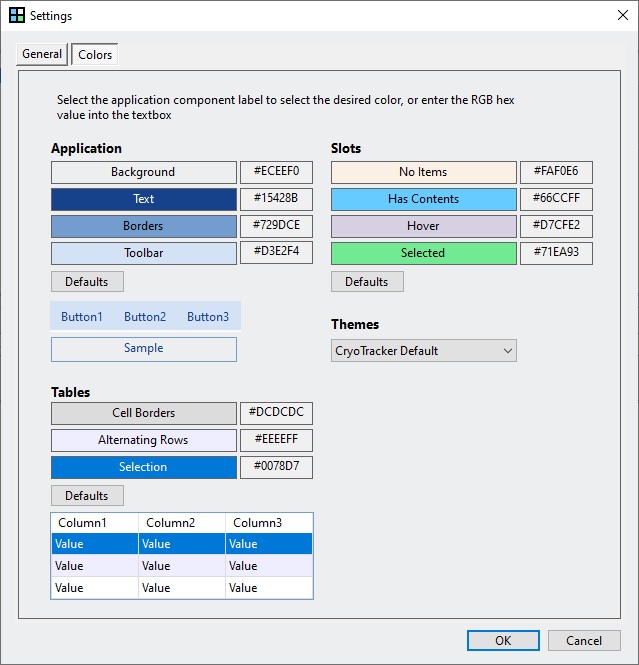 Settings
General
Colors
Select the application component label to select the desired color, or enter the RGB hex
value into the textbox
Application
Background #ECEEF0
Text #15428B
Borders #729DCE
Toolbar #D3E2F4
Defaults
Button1 Button2 Button3
Sample
Slots
No Items #FAF0E6
Has Contents #66CCFF
Hover #D7CFE2
Selected #71EA93
Defaults
Themes
CryoTracker Default
Tables
Cell Borders #DCDCDC
Alternating Rows #EEEEFF
Selection #0078D7
Defaults
Column1 Column2 Column3
Value Value Value
Value Value Value
Value Value Value
OK
Cancel